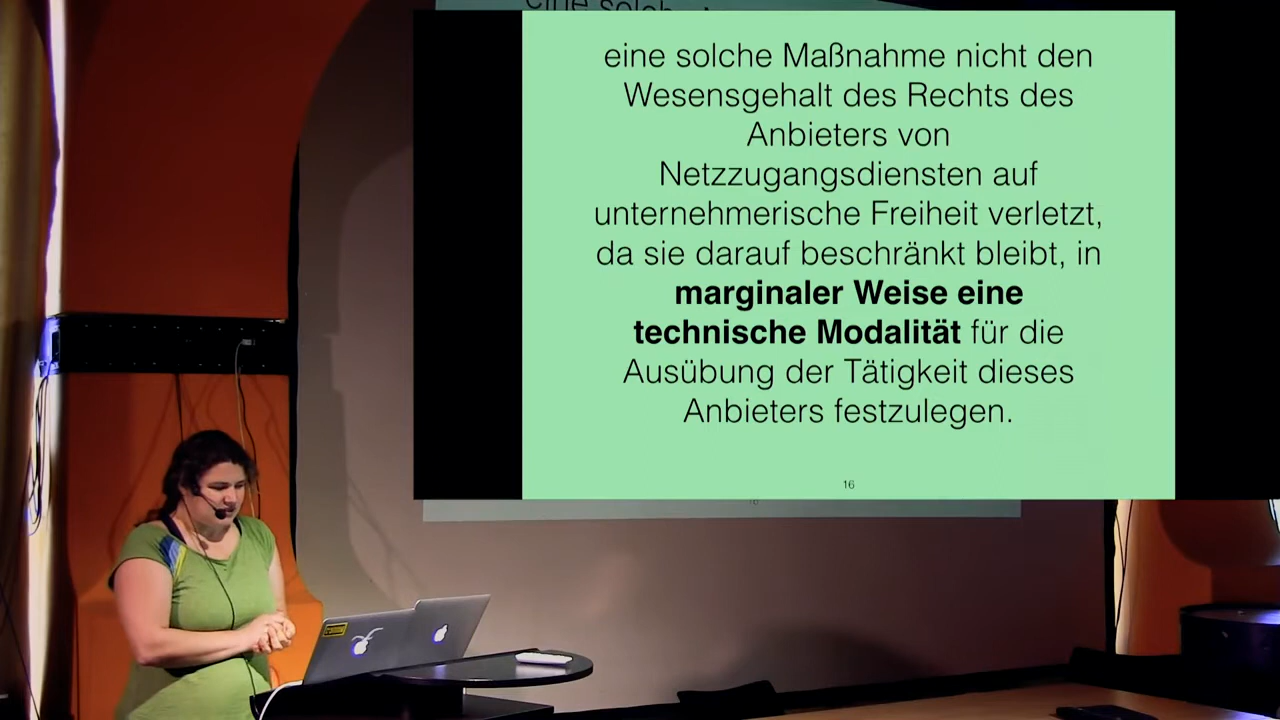 eine solche Maßnahme nicht den
Wesensgehalt des Rechts des
Anbieters von
Netzzugangsdiensten auf
unternehmerische Freiheit verletzt,
da sie darauf beschränkt bleibt, in
marginaler Weise eine
technische Modalität für die
Ausübung der Tätigkeit dieses
Anbieters festzulegen.
16